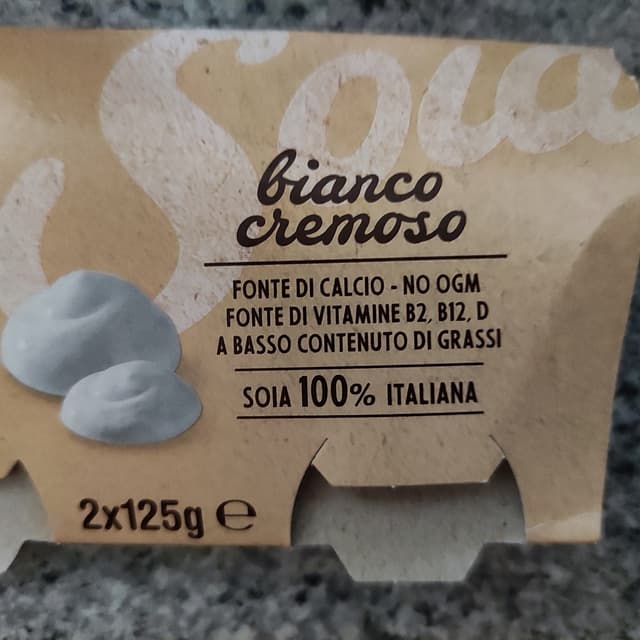 Soia
bianco
cremoso
FONTE DI CALCIO - NO OGM
FONTE DI VITAMINE B2, B12, D
A BASSO CONTENUTO DI GRASSI
SOIA 100% ITALIANA
2x125g ℮